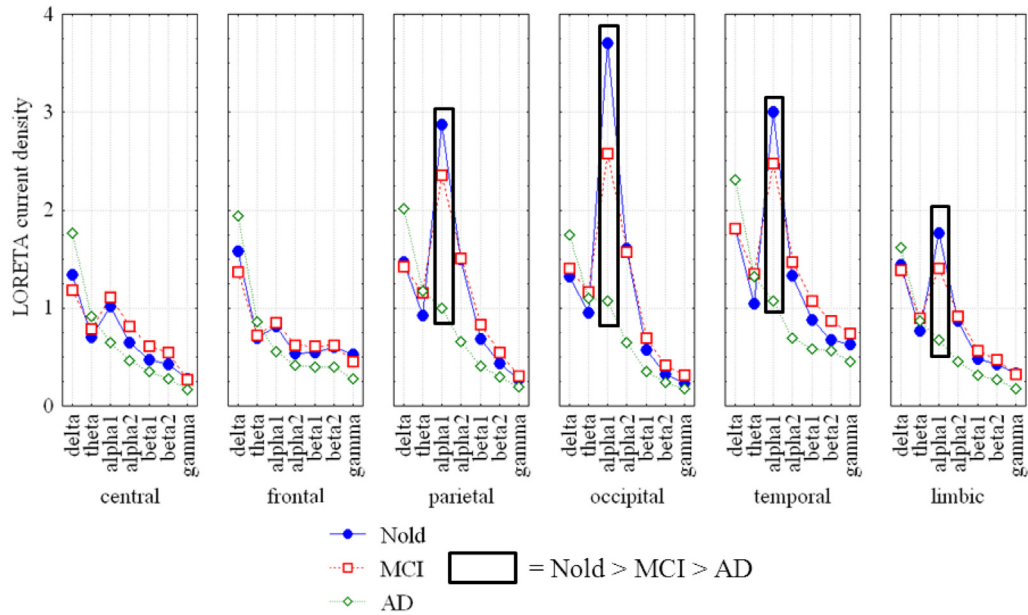 4
3
2
1
0
LORETA current density
delta theta alpha1 alpha2 beta1 beta2 gamma
delta theta alpha1 alpha2 beta1 beta2 gamma
delta theta alpha1 alpha2 beta1 beta2 gamma
delta theta alpha1 alpha2 beta1 beta2 gamma
delta theta alpha1 alpha2 beta1 beta2 gamma
delta theta alpha1 alpha2 beta1 beta2 gamma
central frontal parietal occipital temporal limbic
Nold
MCI
= Nold > MCI > AD
AD